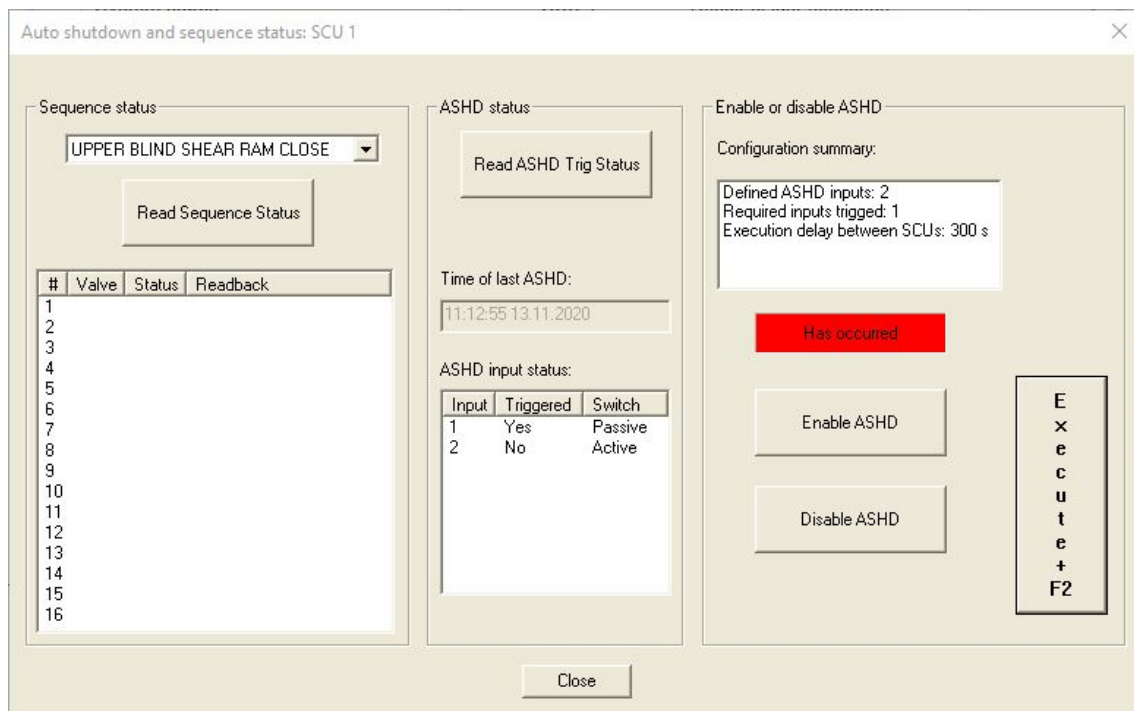 Auto shutdown and sequence status: SCU 1
Sequence status
UPPER BLIND SHEAR RAM CLOSE
Read Sequence Status
# Valve Status Readback
1
2
3
4
5
6
7
8
9
10
11
12
13
14
15
16
ASHD status
Read ASHD Trig Status
Time of last ASHD:
11:12:55 13.11.2020
ASHD input status:
Input Triggered Switch
1 Yes Passive
2 No Active
Enable or disable ASHD
Configuration summary:
Defined ASHD inputs: 2
Required inputs trigged: 1
Execution delay between SCUs: 300 s
Has occurred
Enable ASHD
Disable ASHD
E
x
e
c
u
t
e
+
F2
Close